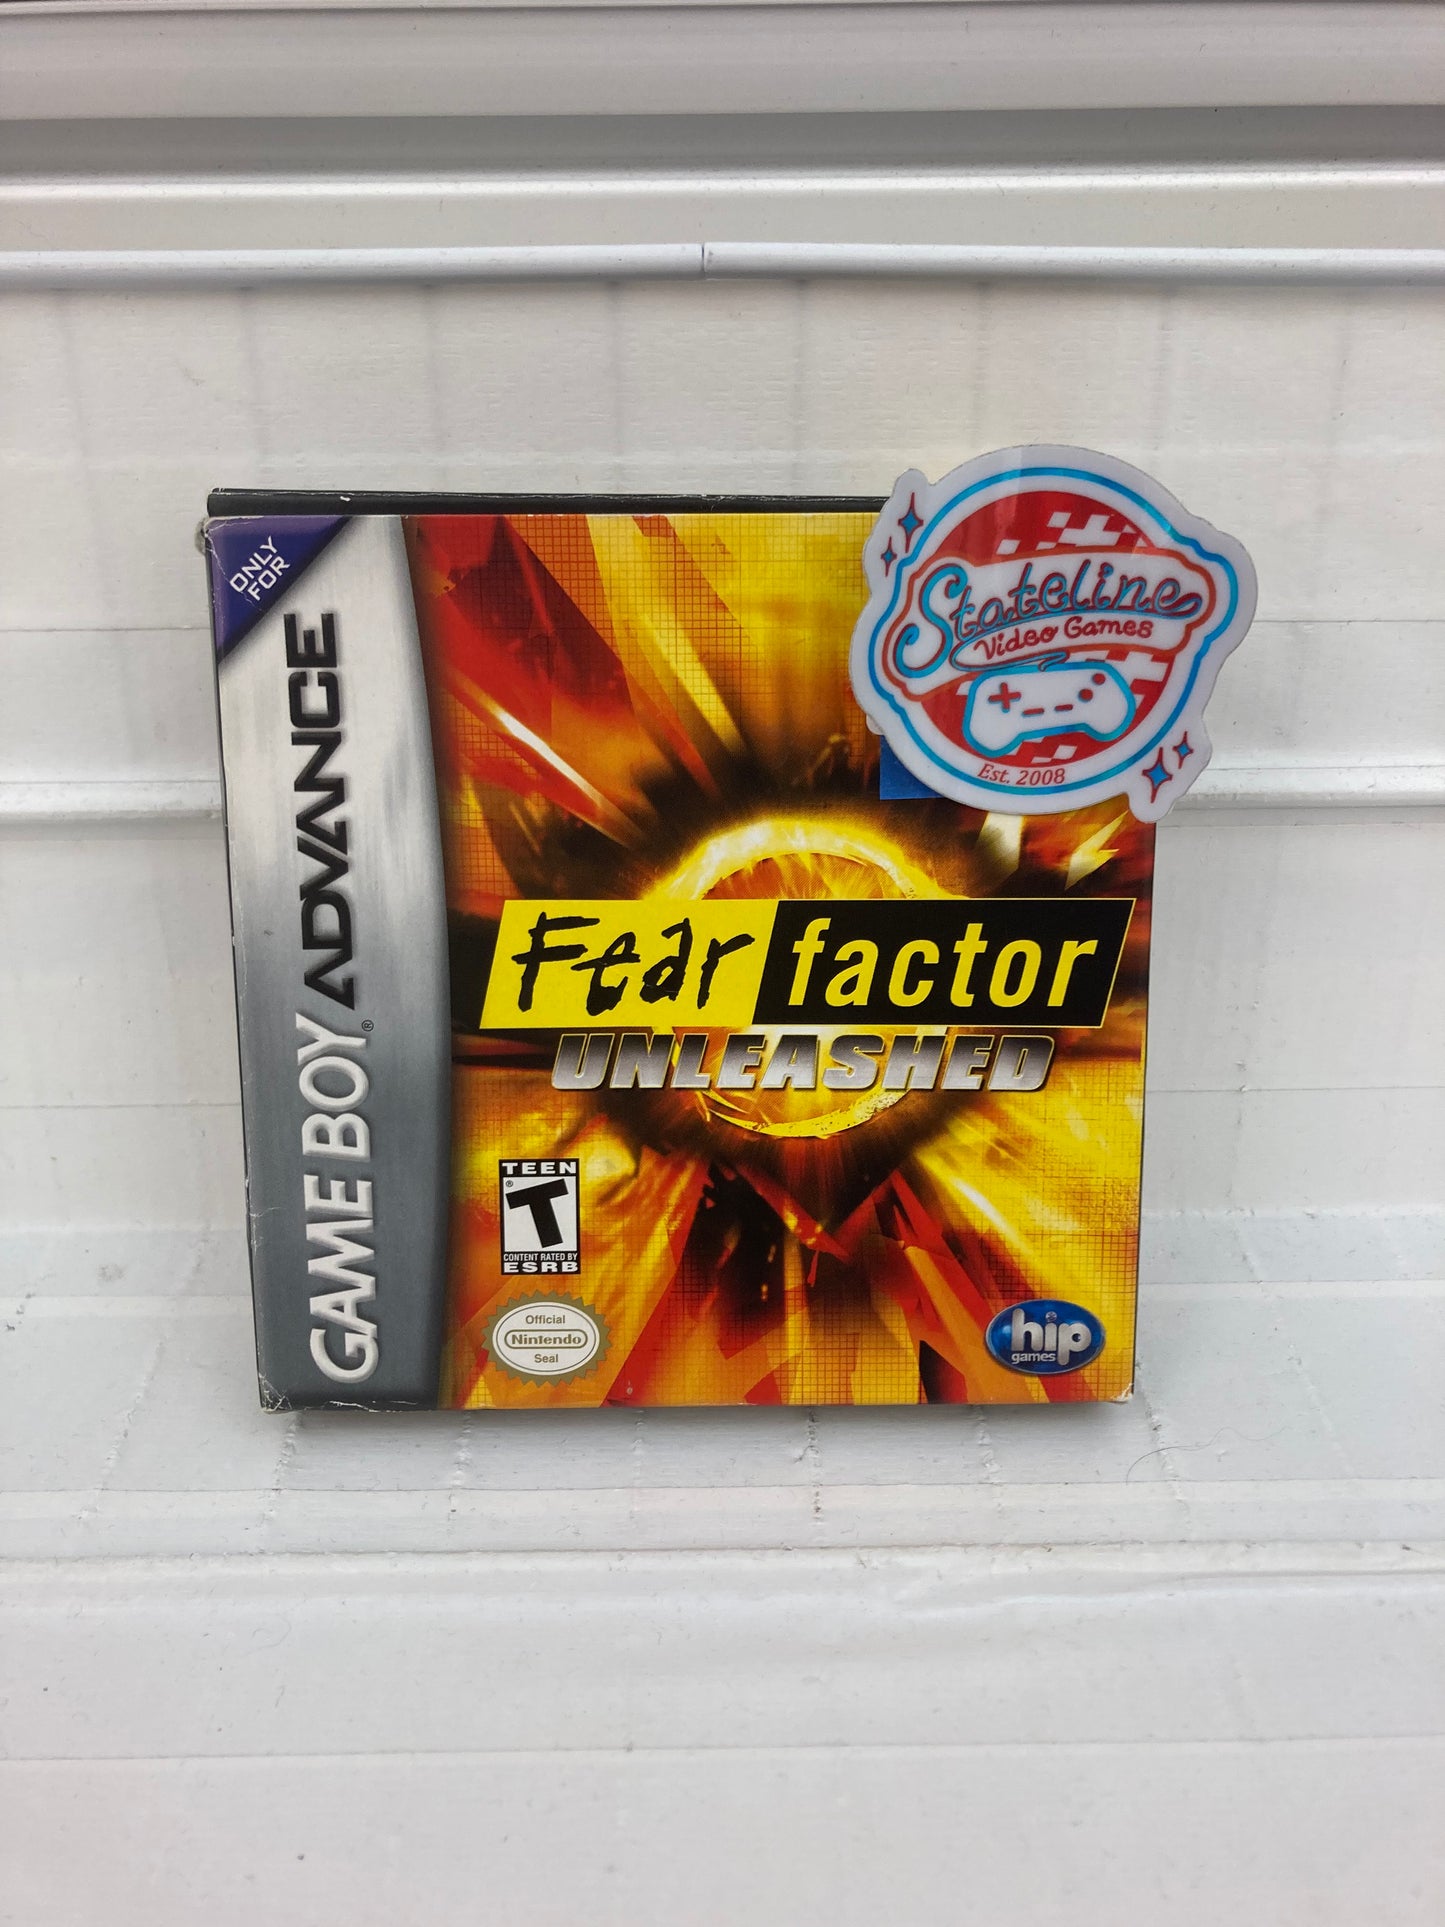 ONLY
FOR
GAME BOY ADVANCE®
Stateline
Video Games
Est. 2008
Fear factor
UNLEASHED
TEEN
®
T
CONTENT RATED BY
ESRB
Official
Nintendo
Seal
hip
games